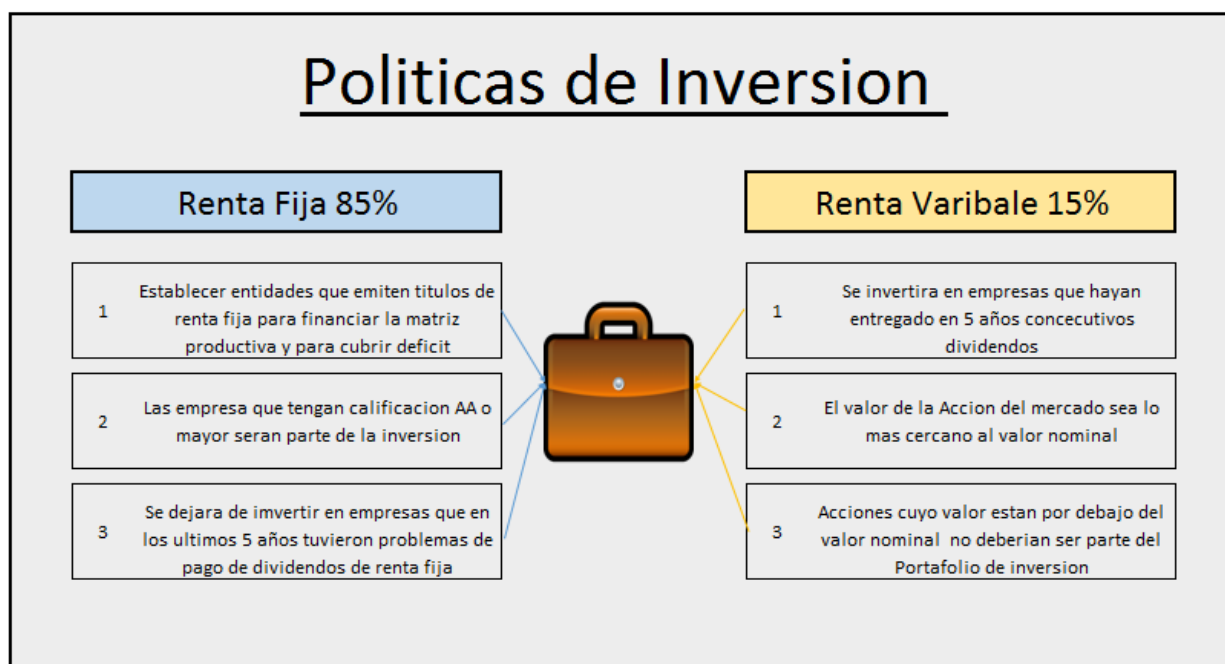 Politicas de Inversion
Renta Fija 85%
1
Establecer entidades que emiten titulos de
renta fija para financiar la matriz
productiva y para cubrir deficit
2
Las empresa que tengan calificacion AA o
mayor seran parte de la inversion
3
Se dejara de imvertir en empresas que en
los ultimos 5 años tuvieron problemas de
pago de dividendos de renta fija
Renta Varibale 15%
1
Se invertira en empresas que hayan
entregado en 5 años concecutivos
dividendos
2
El valor de la Accion del mercado sea lo
mas cercano al valor nominal
3
Acciones cuyo valor estan por debajo del
valor nominal no deberian ser parte del
Portafolio de inversion